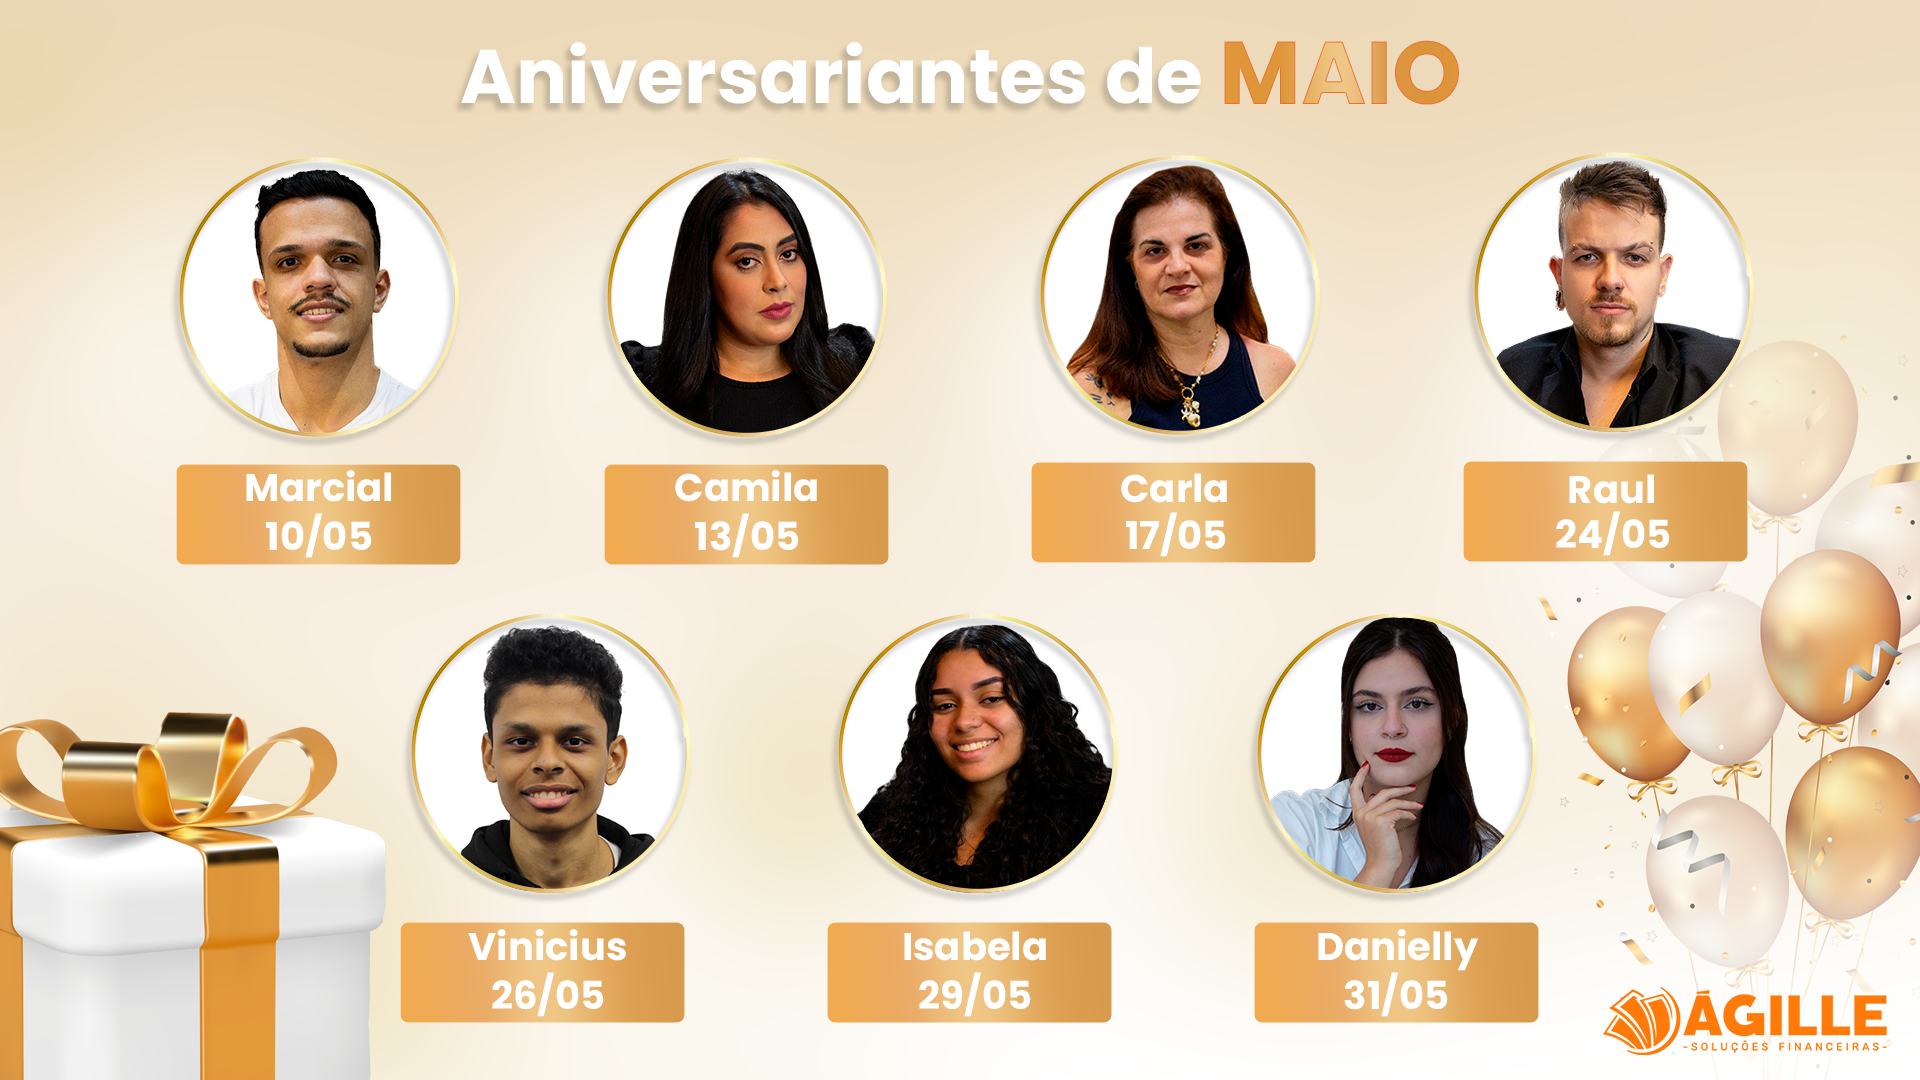 Aniversariantes de MAIO
Marcial
10/05
Camila
13/05
Carla
17/05
Raul
24/05
Vinicius
26/05
Isabela
29/05
Danielly
31/05
ÁGILLE
-SOLUÇÕES FINANCEIRAS-